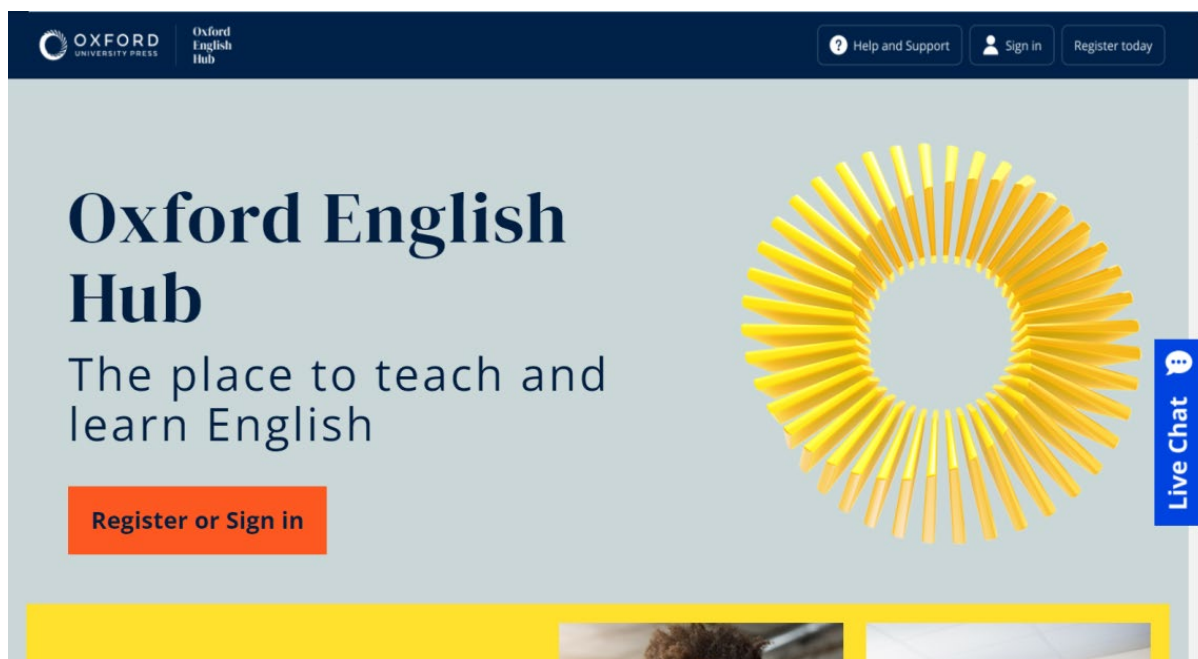 OXFORD
UNIVERSITY PRESS
Oxford
English
Hub
Help and Support
Sign in
Register today
Oxford English
Hub
The place to teach and
learn English
Register or Sign in
Live Chat